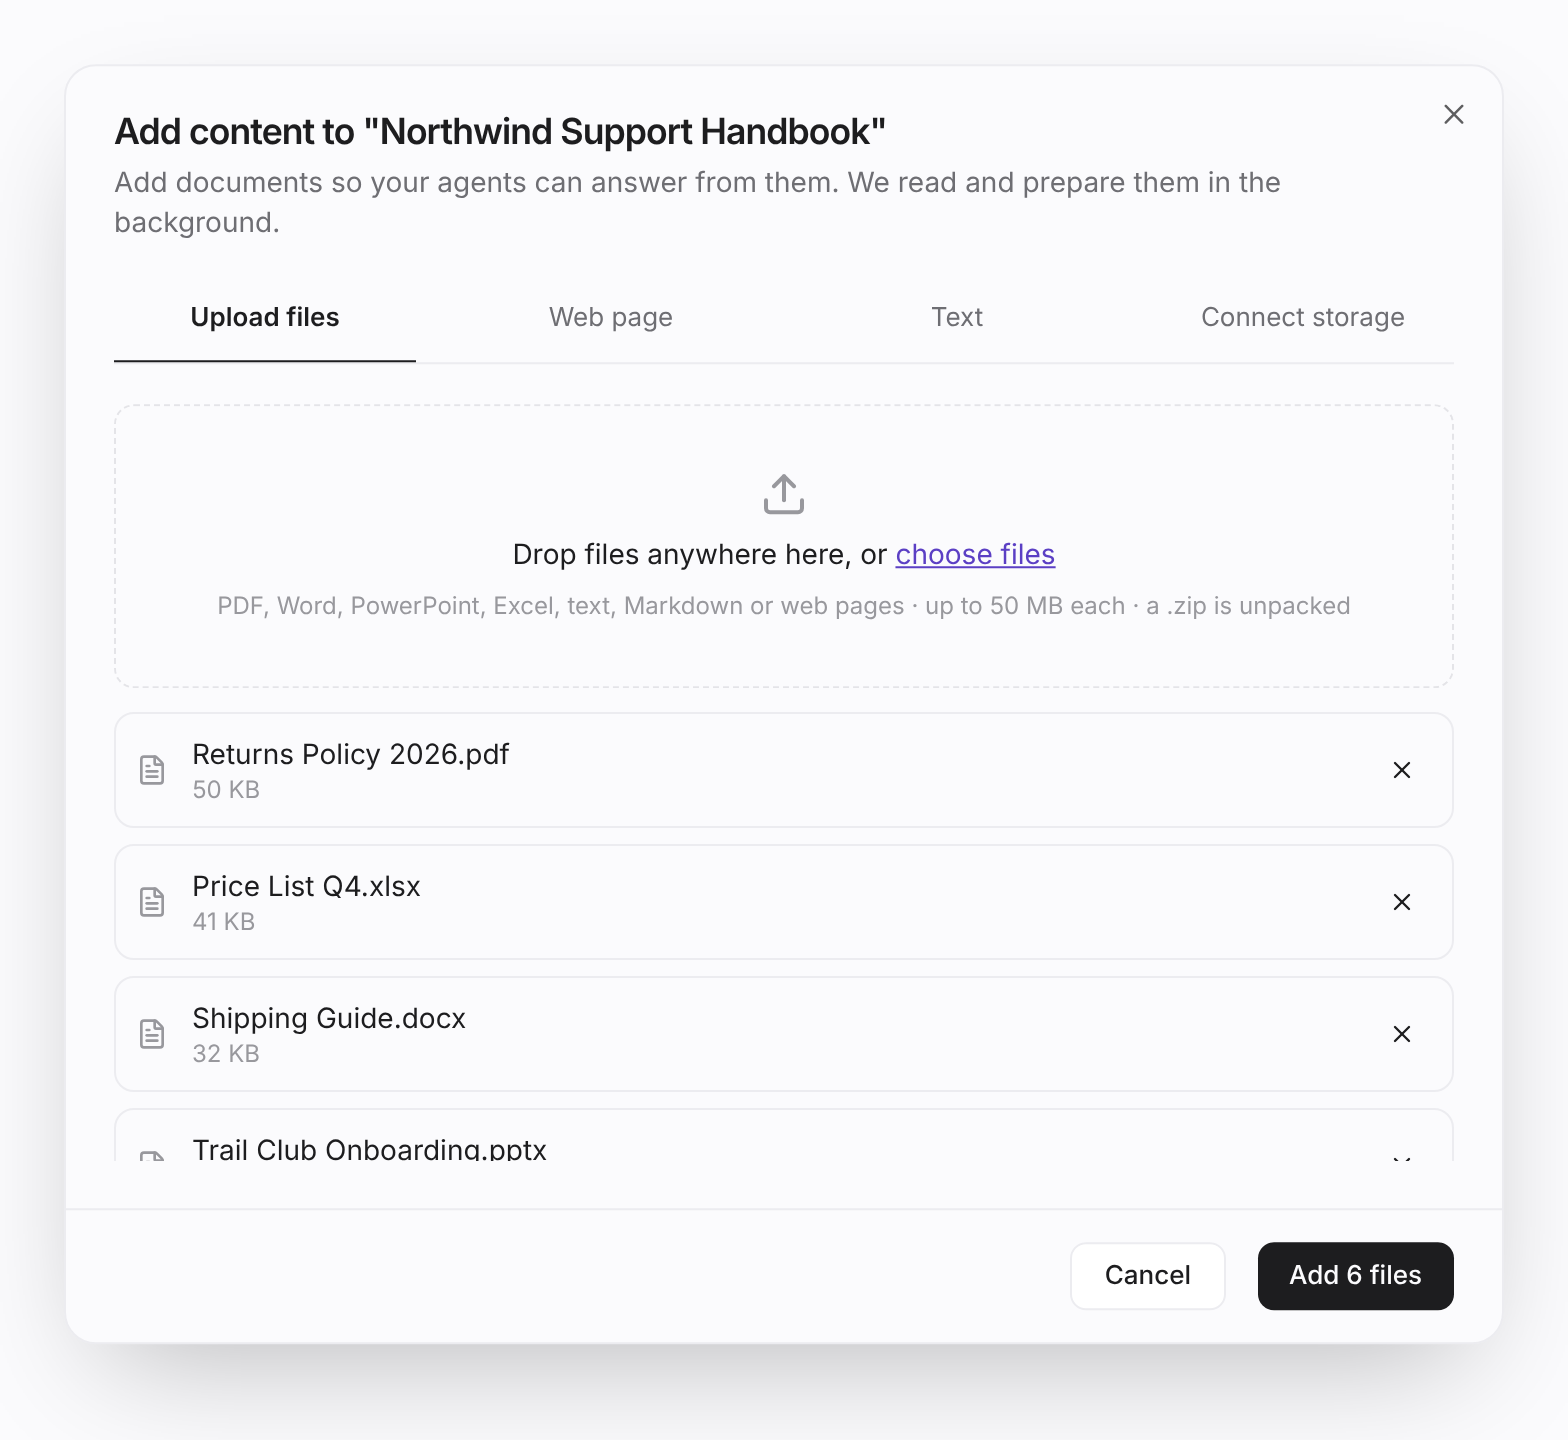 Add content to "Northwind Support Handbook"
Add documents so your agents can answer from them. We read and prepare them in the
background.
Upload files
Web page
Text
Connect storage
Drop files anywhere here, or choose files
PDF, Word, PowerPoint, Excel, text, Markdown or web pages · up to 50 MB each · a .zip is unpacked
Returns Policy 2026.pdf
50 KB
Price List Q4.xlsx
41 KB
Shipping Guide.docx
32 KB
Trail Club Onboarding.pptx
Cancel
Add 6 files